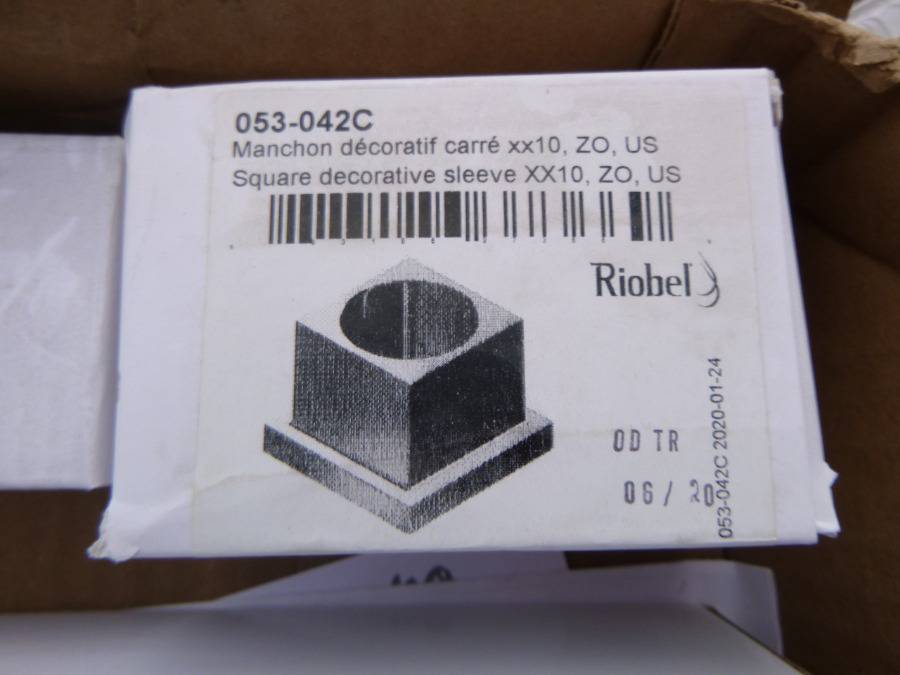 053-042C
Manchon décoratif carré xx10, ZO, US
Square decorative sleeve XX10, ZO, US
Riobel
OD TR
06 / 20
053-042C 2020-01-24